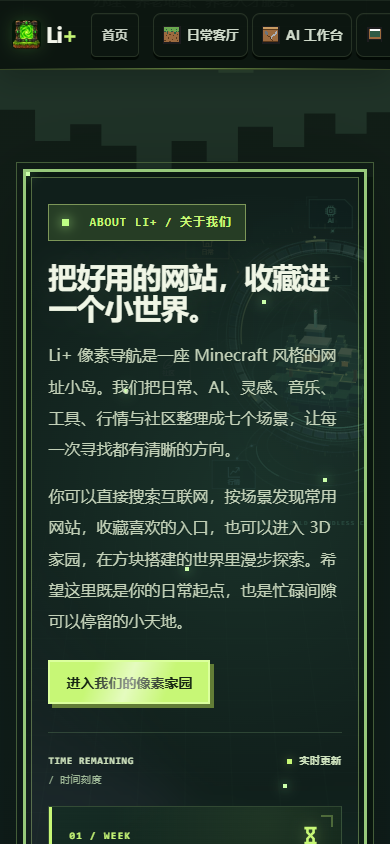 Li+
首页
日常客厅
AI 工作台
ABOUT LI+ / 关于我们
把好用的网站，收藏进
一个小世界。
Li+ 像素导航是一座 Minecraft 风格的网
址小岛。我们把日常、AI、灵感、音乐、
工具、行情与社区整理成七个场景，让每
一次寻找都有清晰的方向。
你可以直接搜索互联网，按场景发现常用
网站，收藏喜欢的入口，也可以进入 3D
家园，在方块搭建的世界里漫步探索。希
望这里既是你的日常起点，也是忙碌间隙
可以停留的小天地。
进入我们的像素家园
TIME REMAINING
/ 时间刻度
实时更新
01 / WEEK